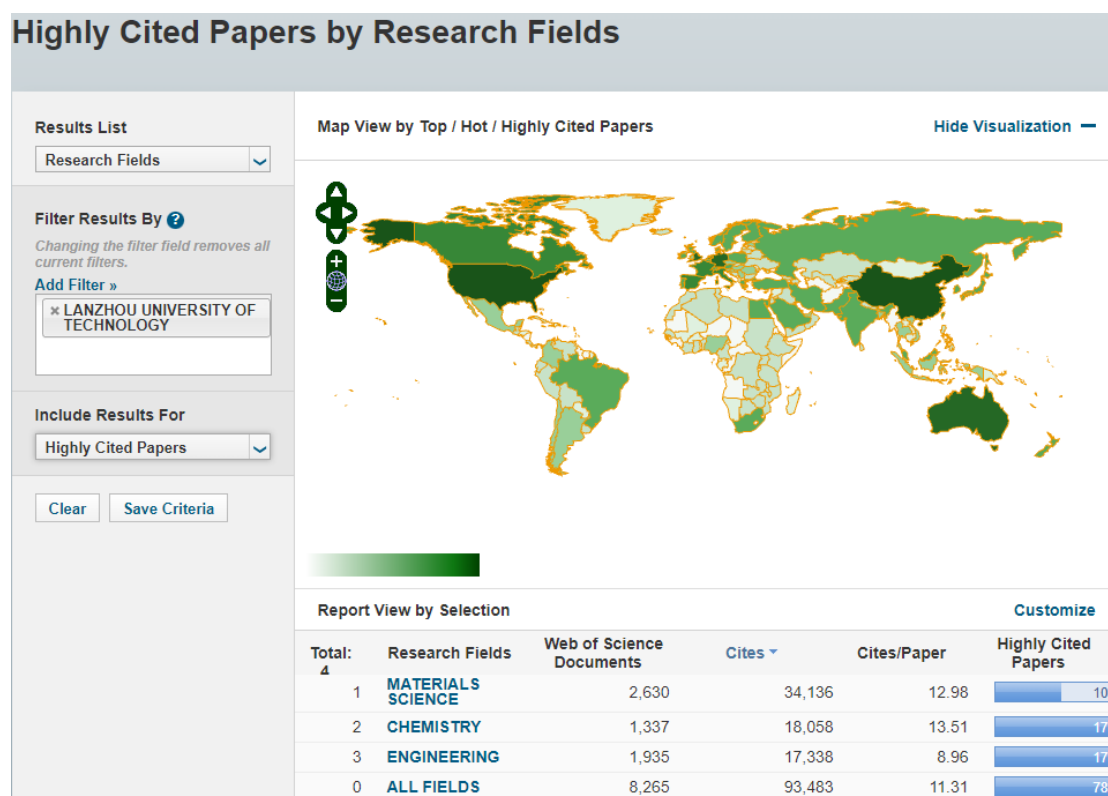 Highly Cited Papers by Research Fields
Results List
Research Fields
Filter Results By ?
Changing the filter field removes all
current filters.
Add Filter »
× LANZHOU UNIVERSITY OF
TECHNOLOGY
Include Results For
Highly Cited Papers
Clear Save Criteria
Map View by Top / Hot / Highly Cited Papers
Hide Visualization −
+
−
Report View by Selection
Customize
Total:
4
Research Fields
Web of Science
Documents
Cites
Cites/Paper
Highly Cited
Papers
1 MATERIALS
SCIENCE 2,630 34,136 12.98 10
2 CHEMISTRY 1,337 18,058 13.51 17
3 ENGINEERING 1,935 17,338 8.96 17
0 ALL FIELDS 8,265 93,483 11.31 78